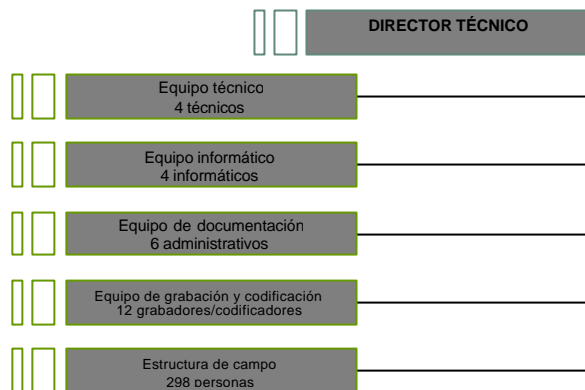 DIRECTOR TÉCNICO
Equipo técnico
4 técnicos
Equipo informático
4 informáticos
Equipo de documentación
6 administrativos
Equipo de grabación y codificación
12 grabadores/codificadores
Estructura de campo
298 personas